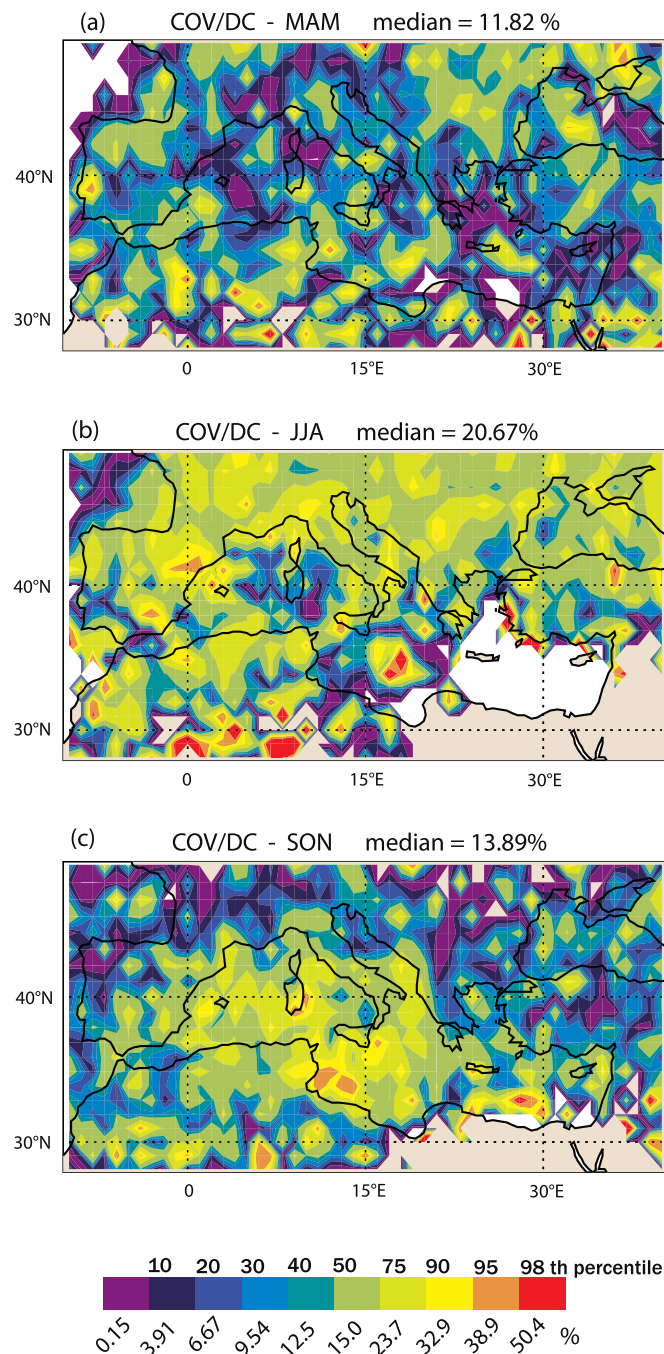 (a) COV/DC - MAM median = 11.82 %
40°N
30°N
0 15°E 30°E
(b) COV/DC - JJA median = 20.67%
40°N
30°N
0 15°E 30°E
(c) COV/DC - SON median = 13.89%
40°N
30°N
0 15°E 30°E
10 20 30 40 50 75 90 95 98 th percentile
0.15 3.91 6.67 9.54 12.5 15.0 23.7 32.9 38.9 50.4 %